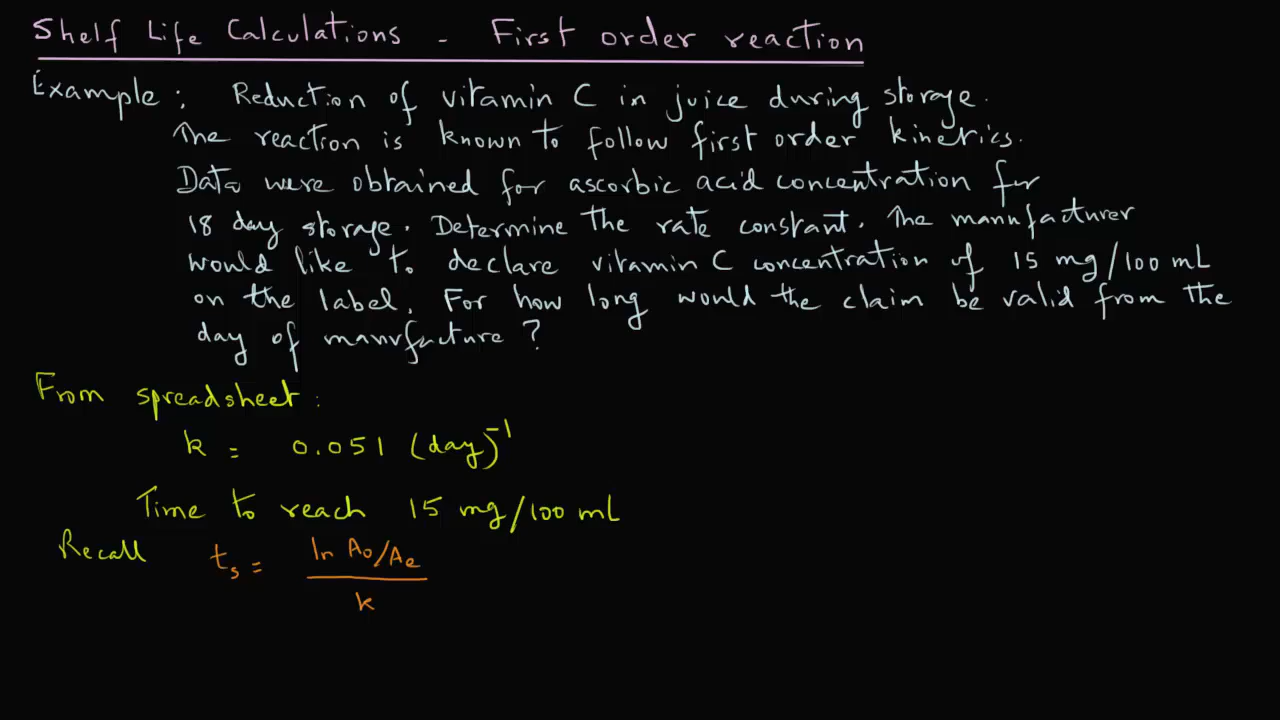 Shelf Life Calculations - First order reaction
Example: Reduction of vitamin C in juice during storage.
The reaction is known to follow first order kinetics.
Data were obtained for ascorbic acid concentration for
18 day storage. Determine the rate constant. The manufacturer
would like to declare vitamin C concentration of 15 mg/100 mL
on the label. For how long would the claim be valid from the
day of manufacture?
From spreadsheet:
k = 0.051 (day)⁻¹
Time to reach 15 mg/100 mL
Recall tₛ = ln A₀/Aₑ
k